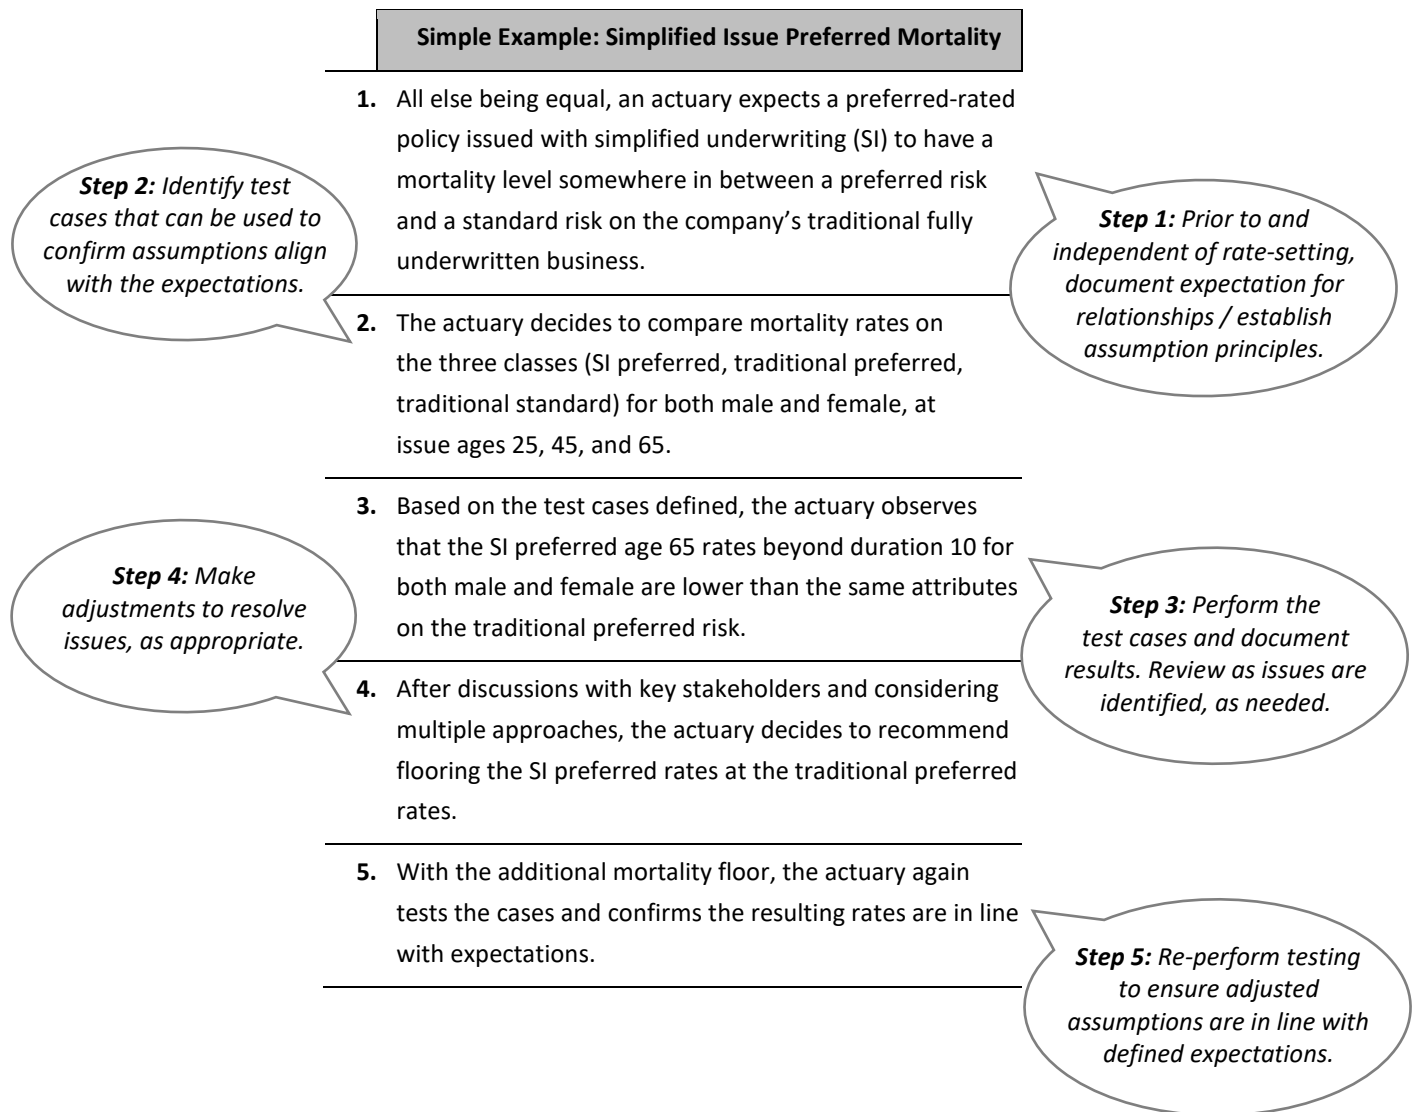 Simple Example: Simplified Issue Preferred Mortality
1. All else being equal, an actuary expects a preferred-rated
policy issued with simplified underwriting (SI) to have a
mortality level somewhere in between a preferred risk
and a standard risk on the company’s traditional fully
underwritten business.
Step 1: Prior to and
independent of rate-setting,
document expectation for
relationships / establish
assumption principles.
Step 2: Identify test
cases that can be used to
confirm assumptions align
with the expectations.
2. The actuary decides to compare mortality rates on
the three classes (SI preferred, traditional preferred,
traditional standard) for both male and female, at
issue ages 25, 45, and 65.
3. Based on the test cases defined, the actuary observes
that the SI preferred age 65 rates beyond duration 10 for
both male and female are lower than the same attributes
on the traditional preferred risk.
Step 3: Perform the
test cases and document
results. Review as issues are
identified, as needed.
Step 4: Make
adjustments to resolve
issues, as appropriate.
4. After discussions with key stakeholders and considering
multiple approaches, the actuary decides to recommend
flooring the SI preferred rates at the traditional preferred
rates.
5. With the additional mortality floor, the actuary again
tests the cases and confirms the resulting rates are in line
with expectations.
Step 5: Re-perform testing
to ensure adjusted
assumptions are in line with
defined expectations.